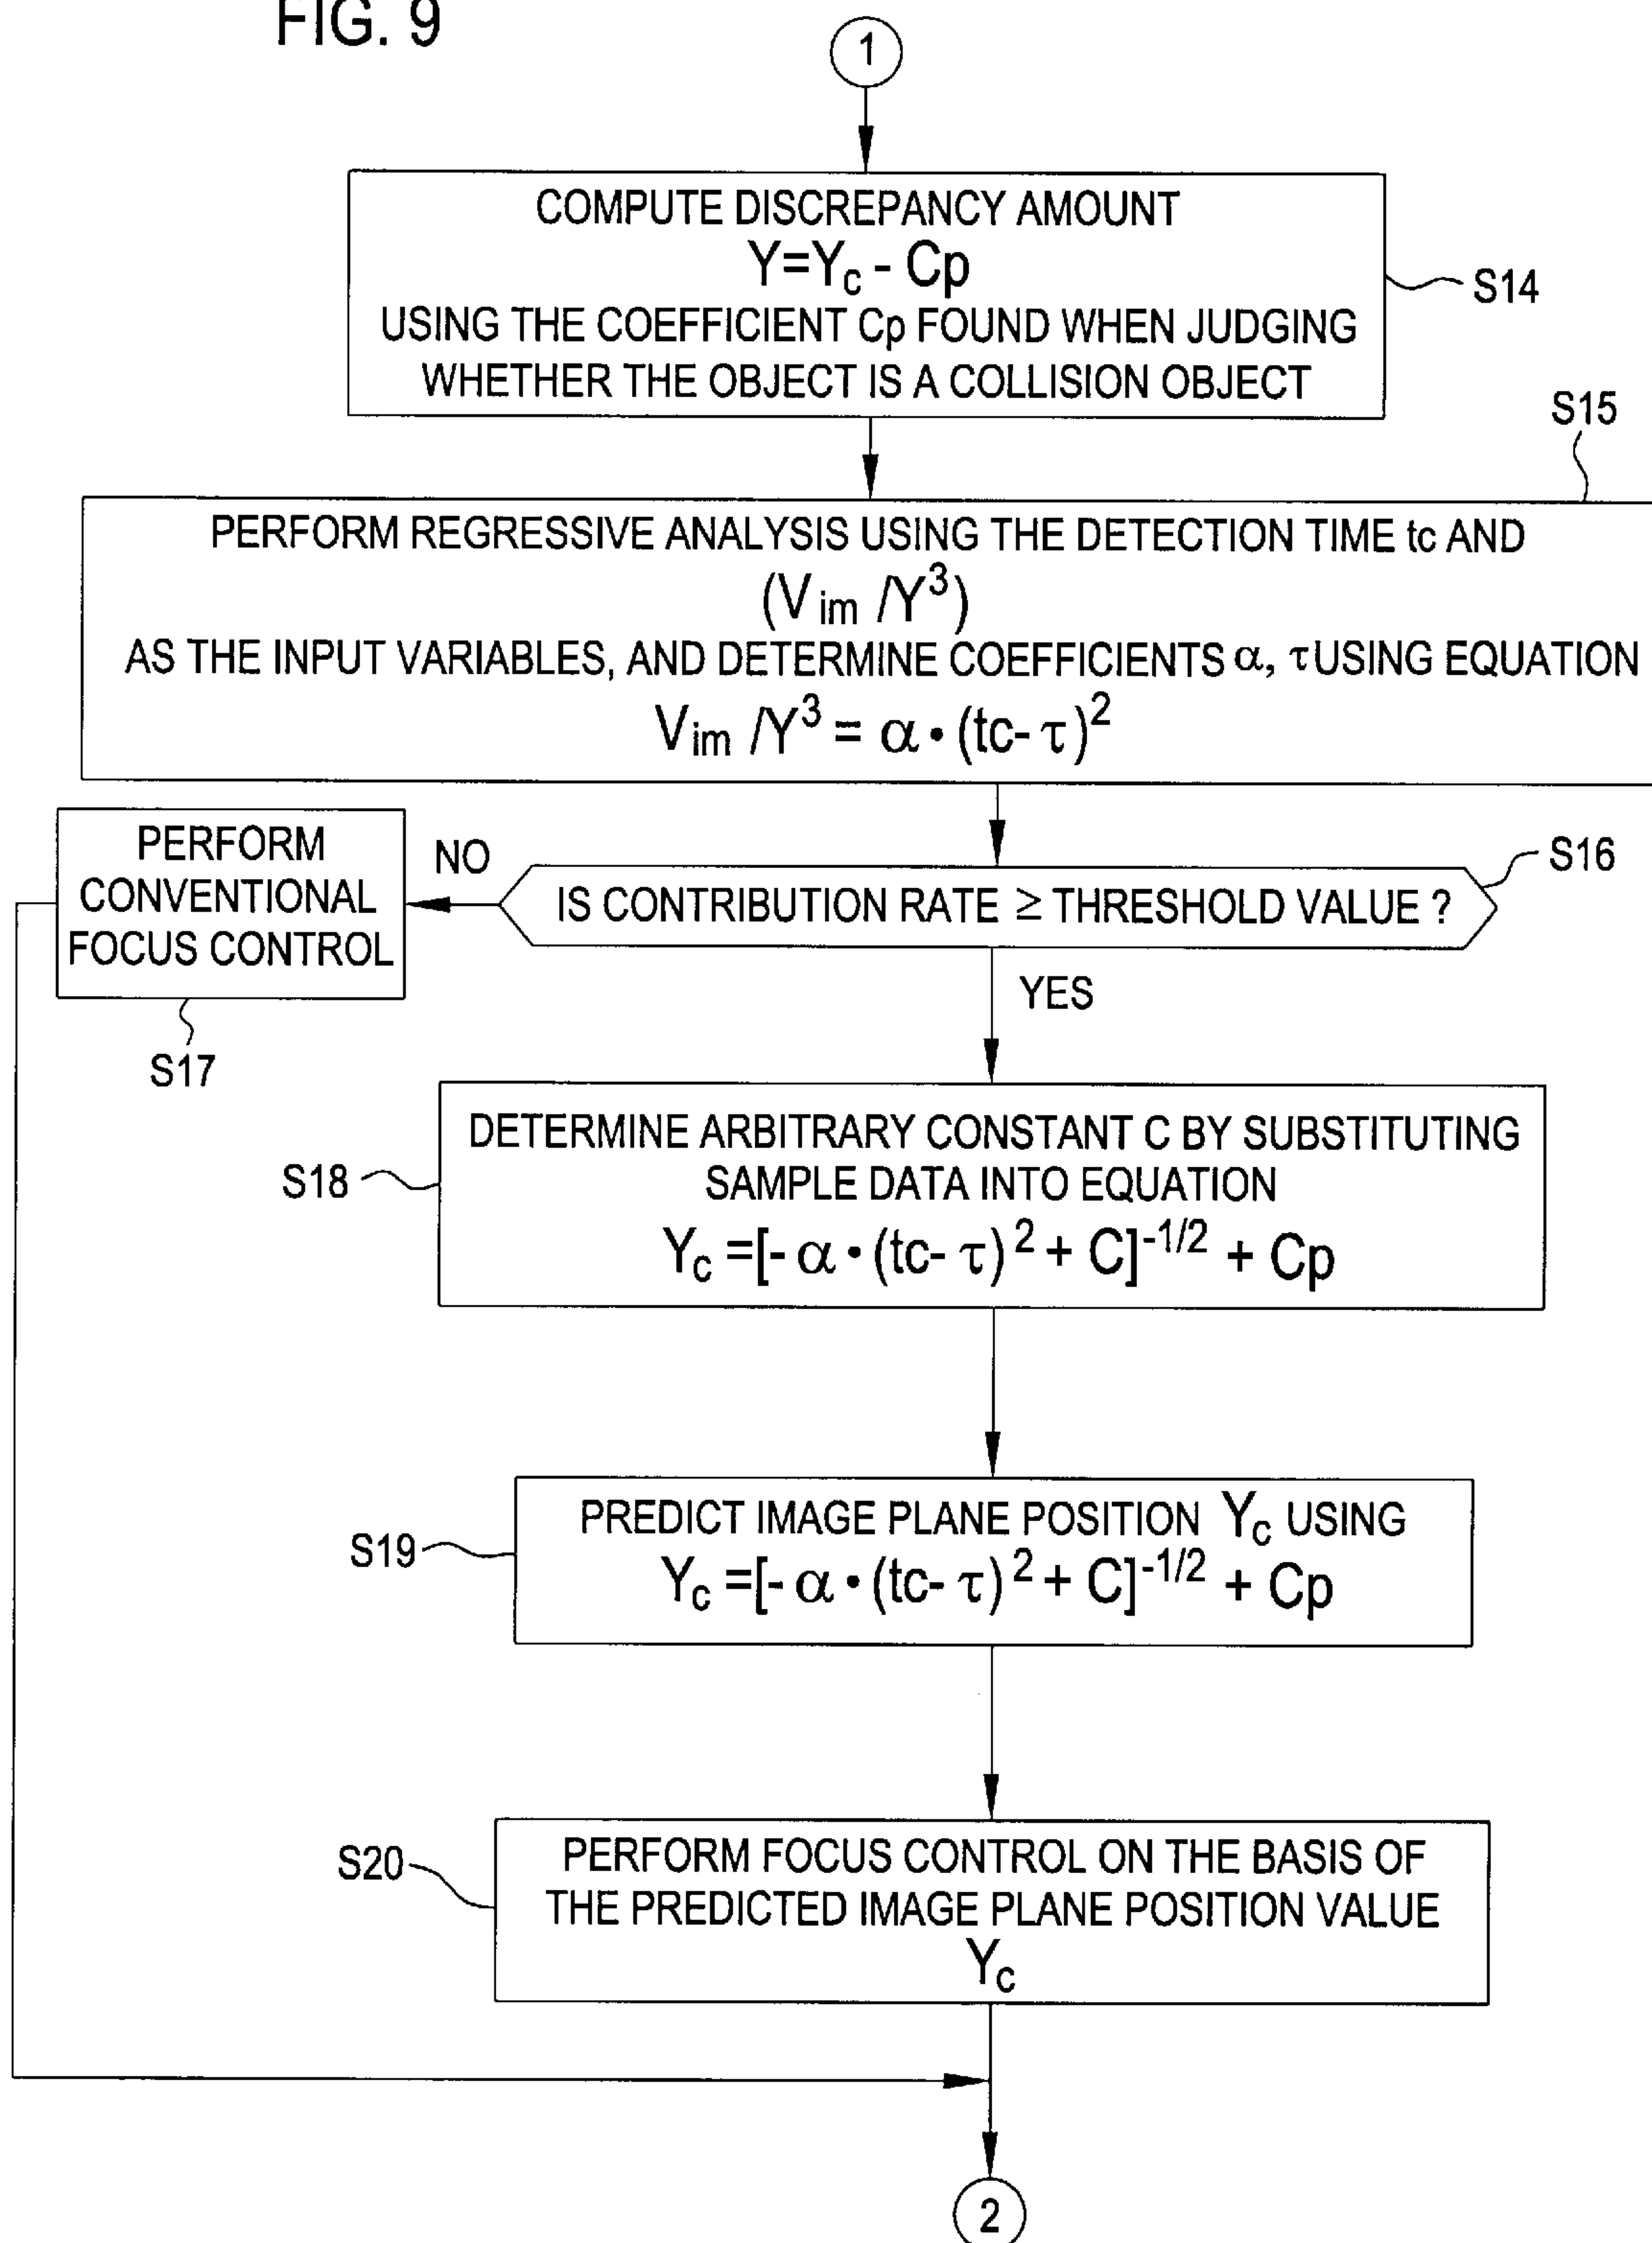 FIG. 9
1
COMPUTE DISCREPANCY AMOUNT
Y=Yc - Cp
USING THE COEFFICIENT Cp FOUND WHEN JUDGING
WHETHER THE OBJECT IS A COLLISION OBJECT
S14
S15
PERFORM REGRESSIVE ANALYSIS USING THE DETECTION TIME tc AND
(Vim /Y³)
AS THE INPUT VARIABLES, AND DETERMINE COEFFICIENTS α, τ USING EQUATION
Vim /Y³ = α • (tc- τ)²
PERFORM
CONVENTIONAL
FOCUS CONTROL
S17
NO
IS CONTRIBUTION RATE ≥ THRESHOLD VALUE ?
S16
YES
DETERMINE ARBITRARY CONSTANT C BY SUBSTITUTING
SAMPLE DATA INTO EQUATION
Yc =[- α • (tc- τ)² + C]-1/2 + Cp
S18
PREDICT IMAGE PLANE POSITION Yc USING
Yc =[- α • (tc- τ)² + C]-1/2 + Cp
S19
PERFORM FOCUS CONTROL ON THE BASIS OF
THE PREDICTED IMAGE PLANE POSITION VALUE
Yc
S20
2